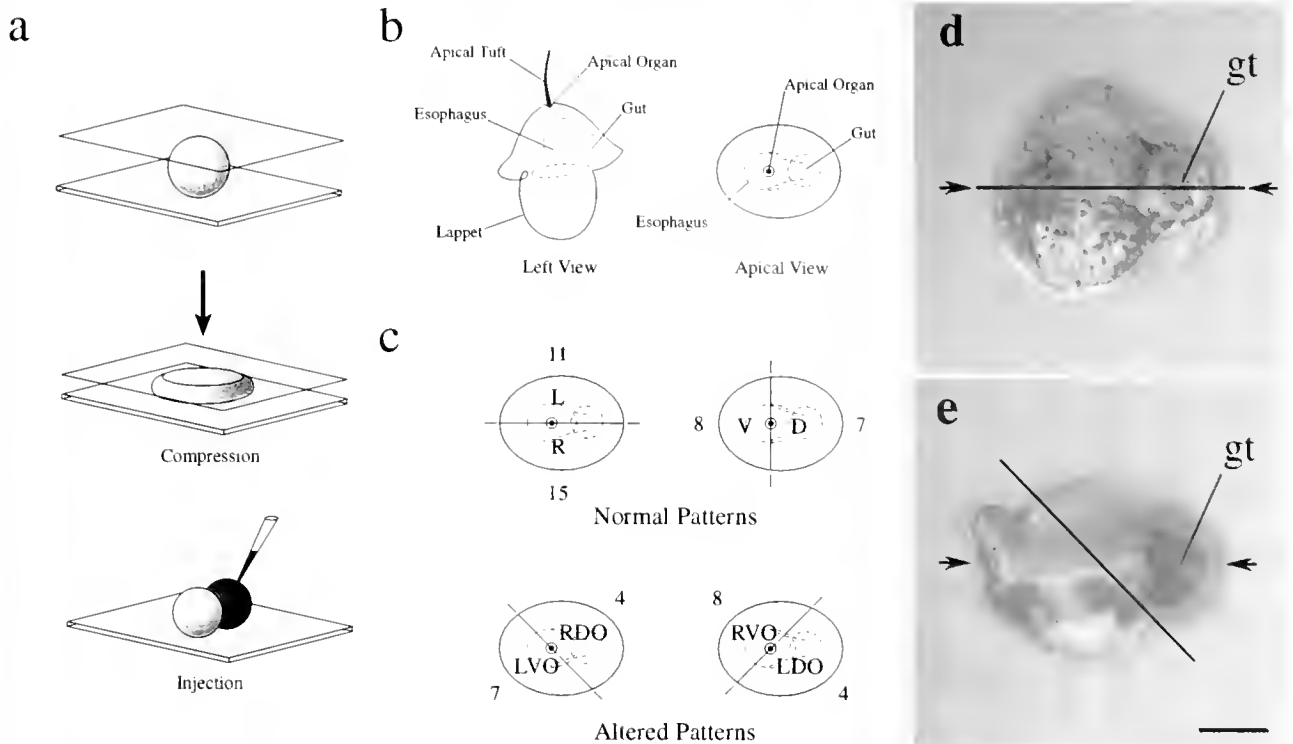 a
Compression
Injection
b
Apical Tuft
Apical Organ
Esophagus
Gut
Lappet
Left View
Apical Organ
Gut
Esophagus
Apical View
c
11
L
R
15
8
V
D
7
Normal Patterns
4
RDO
LVO
7
8
RVO
LDO
4
Altered Patterns
d
gt
e
gt